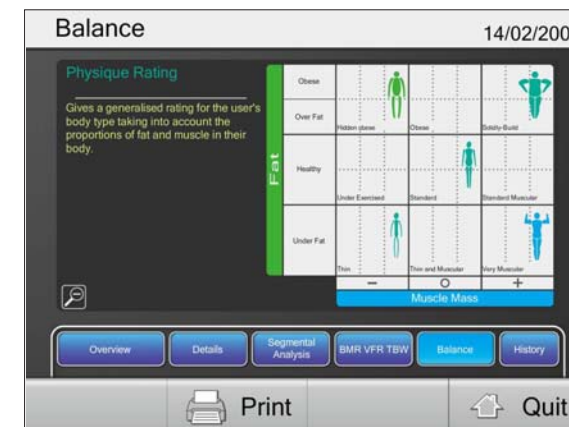 Balance
14/02/200
Physique Rating
Gives a generalised rating for the user's
body type taking into account the
proportions of fat and muscle in their
body.
Fat
Obese
Over Fat
Hidden obese
Obese
Solidly-Build
Healthy
Under Exercised
Standard
Standard Muscular
Under Fat
Thin
Thin and Muscular
Very Muscular
− O +
Muscle Mass
Overview
Details
Segmental
Analysis
BMR VFR TBW
Balance
History
Print
Quit